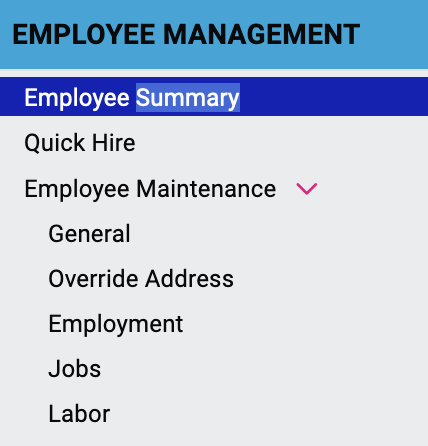 EMPLOYEE MANAGEMENT
Employee Summary
Quick Hire
Employee Maintenance
General
Override Address
Employment
Jobs
Labor